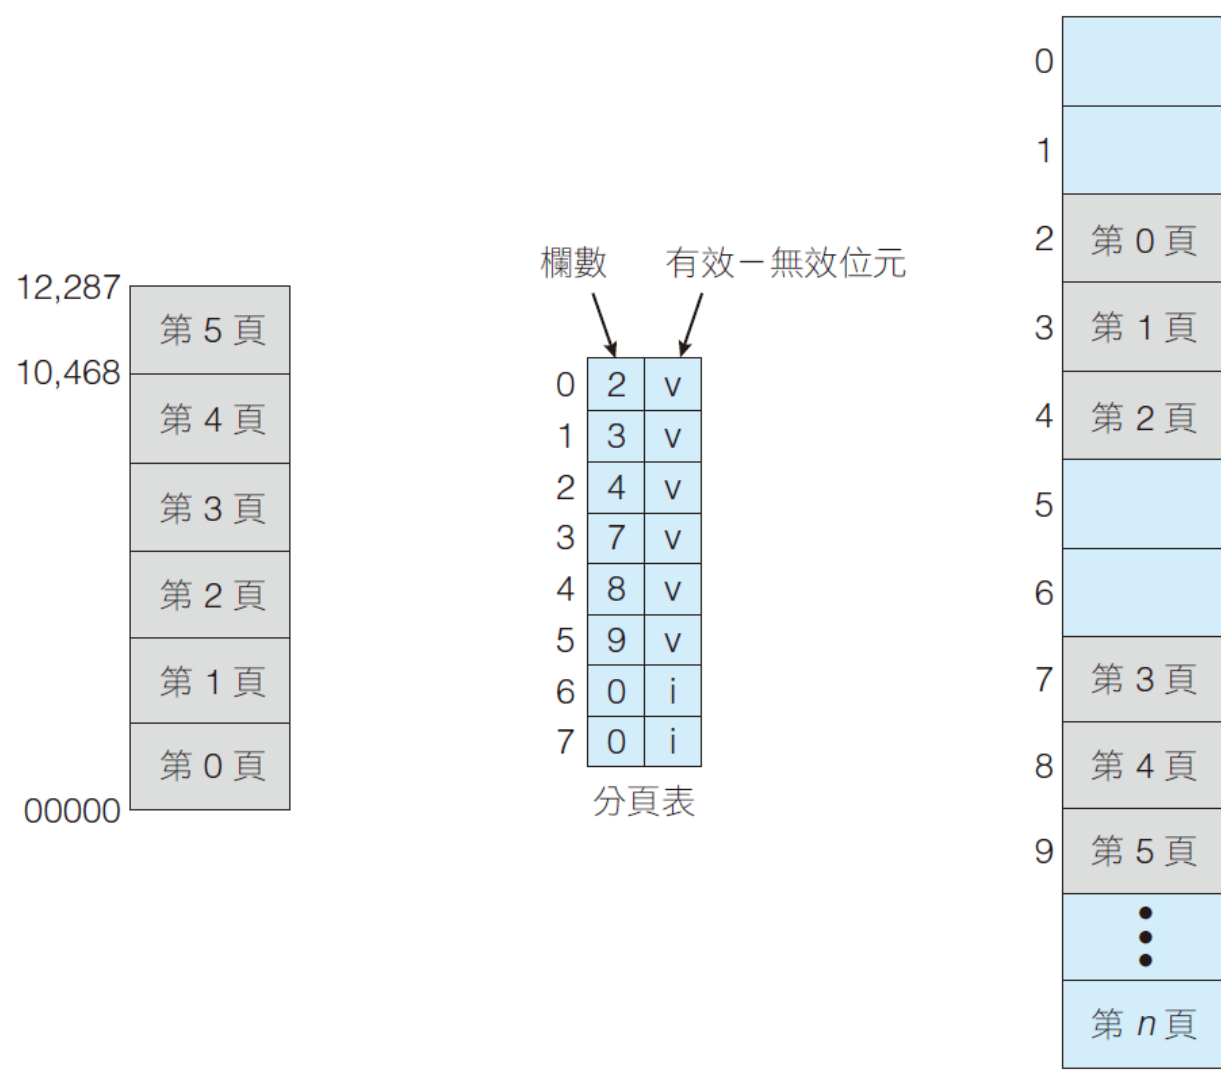 12,287
10,468
00000
第 5 頁
第 4 頁
第 3 頁
第 2 頁
第 1 頁
第 0 頁
欄數 有效－無效位元
0 2 v
1 3 v
2 4 v
3 7 v
4 8 v
5 9 v
6 0 i
7 0 i
分頁表
0
1
2 第 0 頁
3 第 1 頁
4 第 2 頁
5
6
7 第 3 頁
8 第 4 頁
9 第 5 頁
第 n 頁